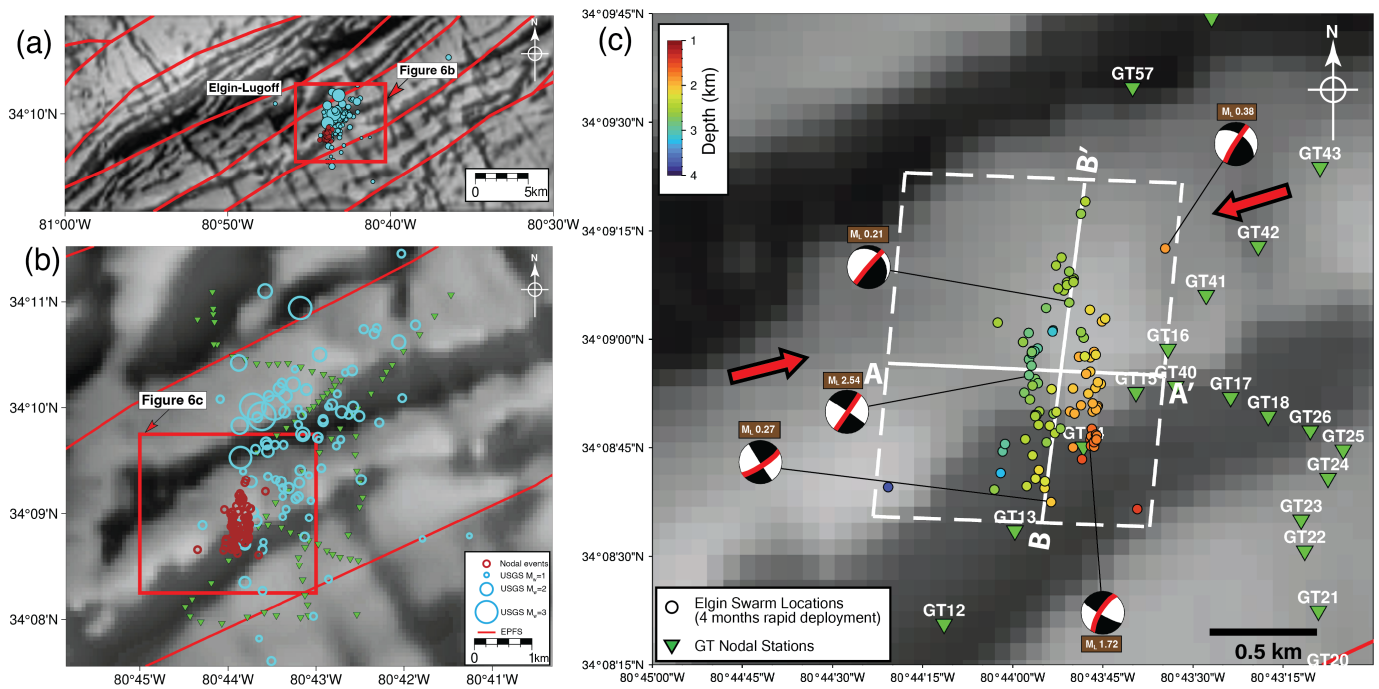 (a)
N
Elgin-Lugoff
Figure 6b
34°10'N
0 5km
81°00'W 80°50'W 80°40'W 80°30'W
(b)
N
34°11'N
34°10'N
34°09'N
34°08'N
Figure 6c
Nodal events
USGS Mw=1
USGS Mw=2
USGS Mw=3
EPFS
0 1km
80°45'W 80°44'W 80°43'W 80°42'W 80°41'W
(c)
34°09'45"N
34°09'30"N
34°09'15"N
34°09'00"N
34°08'45"N
34°08'30"N
34°08'15"N
1
2
3
4
Depth (km)
N
GT57
ML 0.38
GT43
B'
ML 0.21
GT42
GT41
GT16
A
GT15
GT40
A'
GT17
ML 2.54
GT18
GT26
ML 0.27
GT25
GT24
GT13
B
GT23
GT22
GT12
GT21
ML 1.72
GT20
Elgin Swarm Locations
(4 months rapid deployment)
GT Nodal Stations
0.5 km
80°45'00"W 80°44'45"W 80°44'30"W 80°44'15"W 80°44'00"W 80°43'45"W 80°43'30"W 80°43'15"W